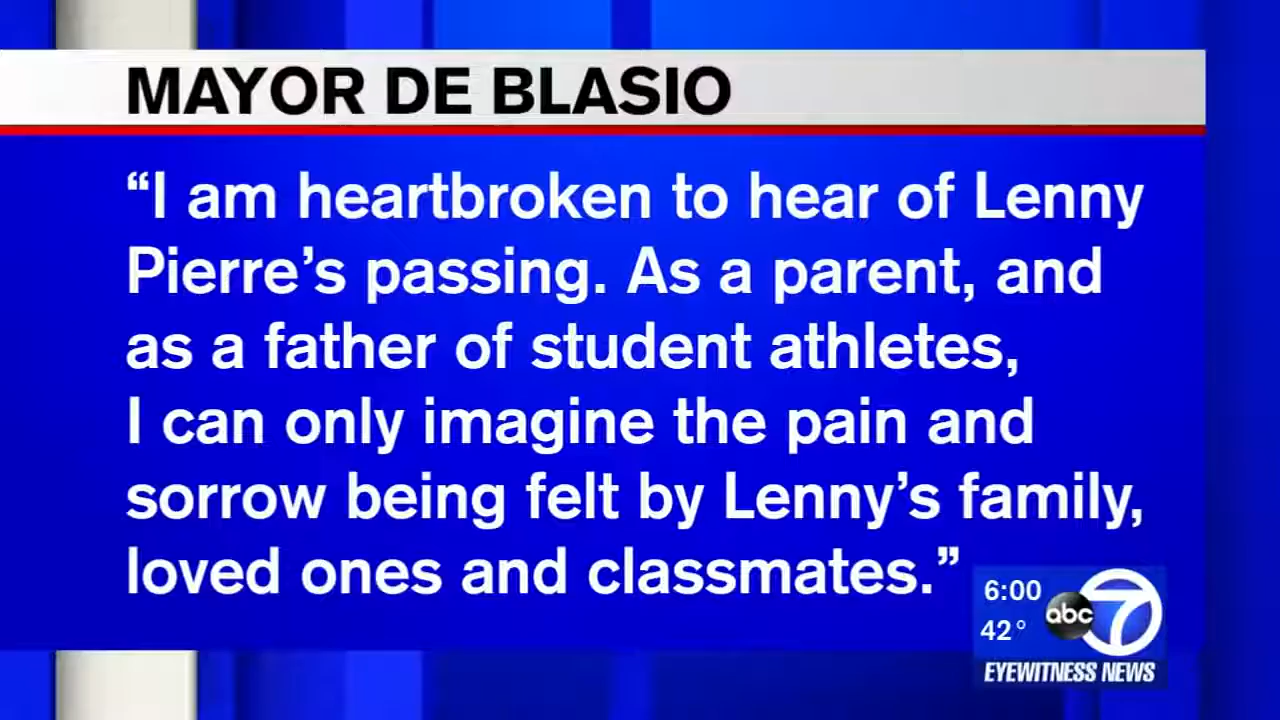 MAYOR DE BLASIO
“I am heartbroken to hear of Lenny
Pierre’s passing. As a parent, and
as a father of student athletes,
I can only imagine the pain and
sorrow being felt by Lenny’s family,
loved ones and classmates.”
6:00
42°
abc 7
EYEWITNESS NEWS